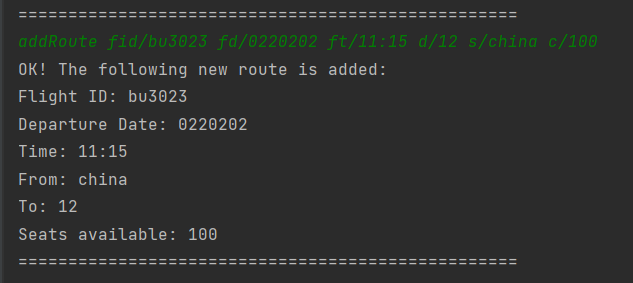 ==================================================
addRoute fid/bu3023 fd/0220202 ft/11:15 d/12 s/china c/100
OK! The following new route is added:
Flight ID: bu3023
Departure Date: 0220202
Time: 11:15
From: china
To: 12
Seats available: 100
==================================================